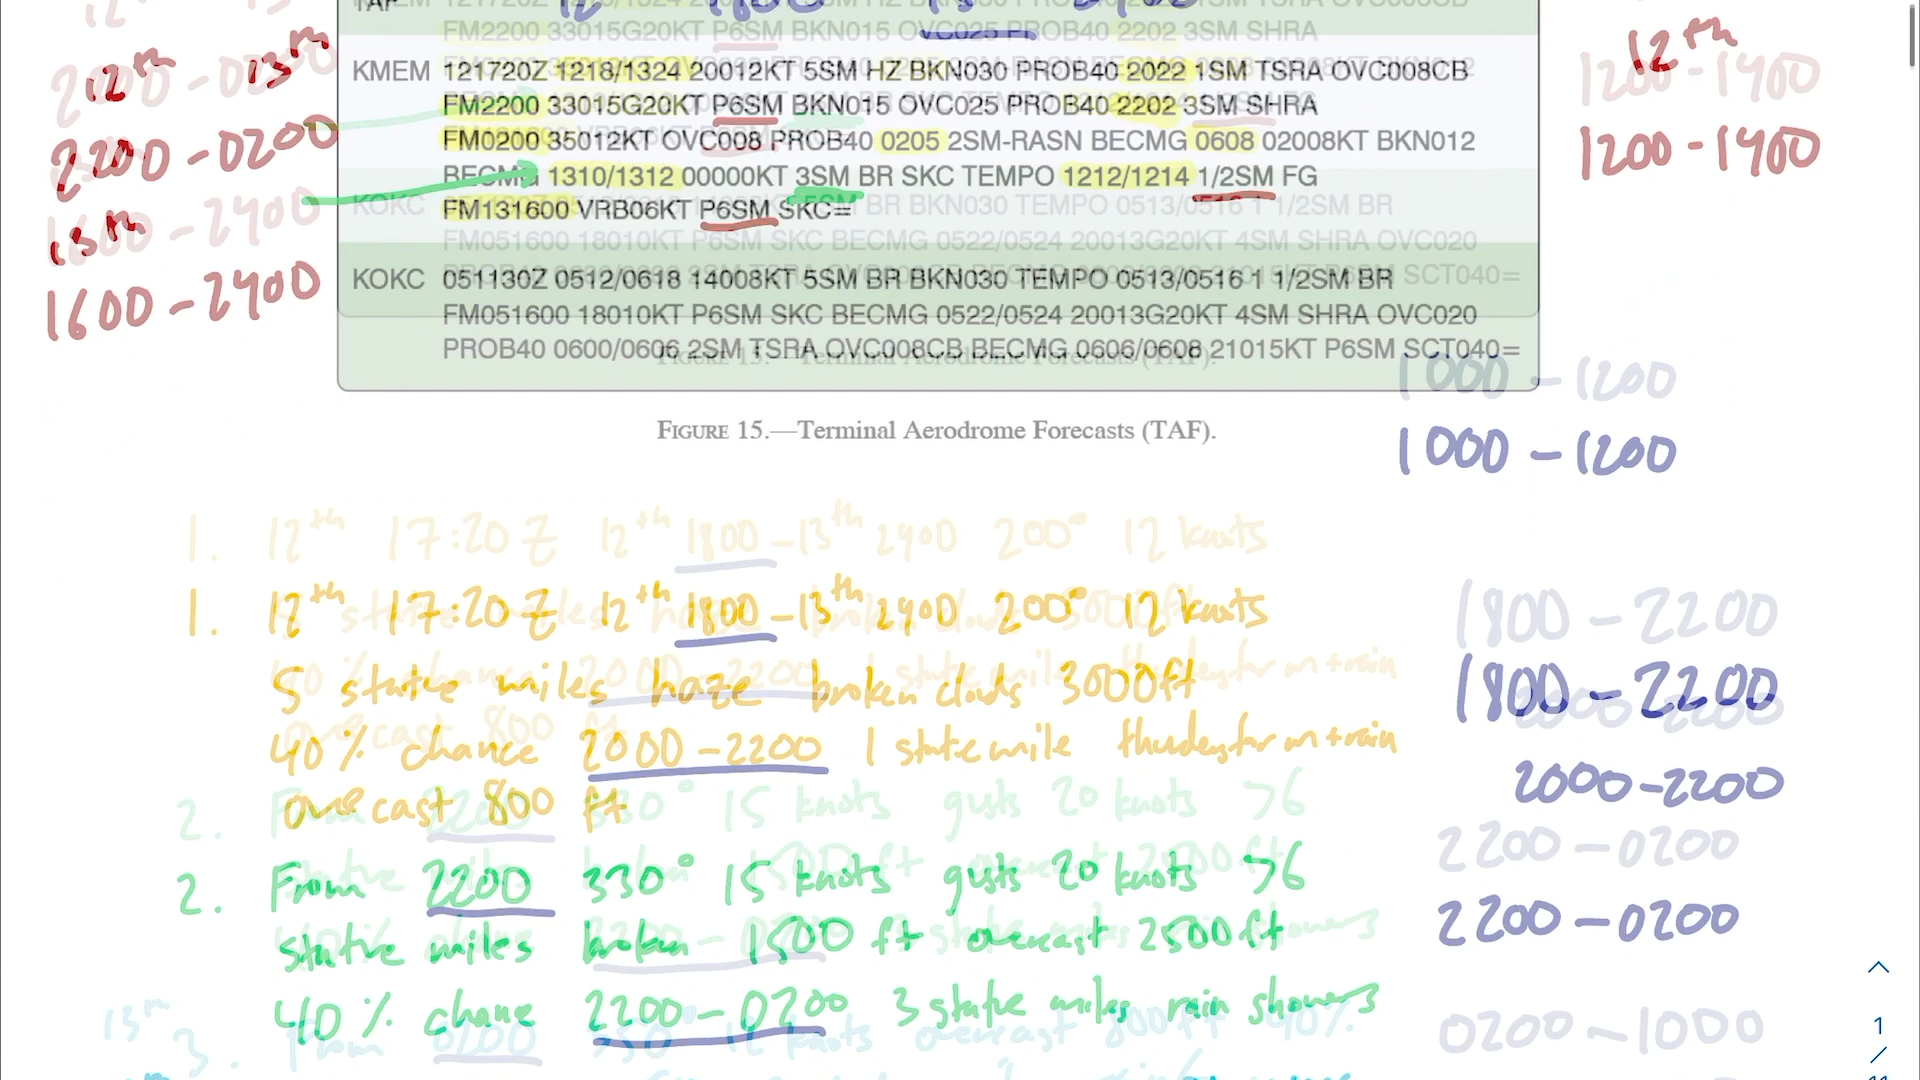 12th 13th
2200-0200
13th
1600-2400
12th
1200-1400
KMEM 121720Z 1218/1324 20012KT 5SM HZ BKN030 PROB40 2022 1SM TSRA OVC008CB
FM2200 33015G20KT P6SM BKN015 OVC025 PROB40 2202 3SM SHRA
FM0200 35012KT OVC008 PROB40 0205 2SM-RASN BECMG 0608 02008KT BKN012
BECMG 1310/1312 00000KT 3SM BR SKC TEMPO 1212/1214 1/2SM FG
FM131600 VRB06KT P6SM SKC=
KOKC 051130Z 0512/0618 14008KT 5SM BR BKN030 TEMPO 0513/0516 1 1/2SM BR
FM051600 18010KT P6SM SKC BECMG 0522/0524 20013G20KT 4SM SHRA OVC020
PROB40 0600/0606 2SM TSRA OVC008CB BECMG 0606/0608 21015KT P6SM SCT040=
FIGURE 15.—Terminal Aerodrome Forecasts (TAF).
1000-1200
1. 12th 17:20 Z 12th 1800-13th 2400 200° 12 knots
5 statue miles haze broken clouds 3000ft
1800-2200
40% chance 2000-2200 1 statue mile
overcast 800 ft
2000-2200
2. From 2200 330° 15 knots gusts 20 knots >6
statue miles broken 1500 ft overcast 2500 ft
2200-0200
40% chance 2200-0200 3 statue miles rain showers
0200-1000
1
/
11